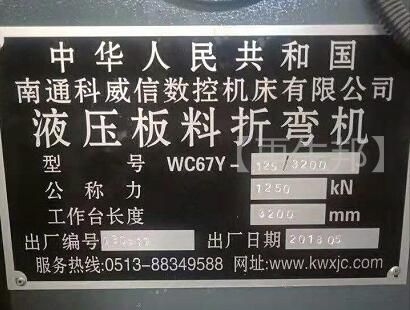 中华人民共和国
南通科威信数控机床有限公司
液压板料折弯机
型 号 WC67Y-125/3200
公 称 力 1250 kN
工作台长度 3200 mm
出厂编号 出厂日期 2018 05
服务热线:0513-88349588 网址:www.kwxjc.com